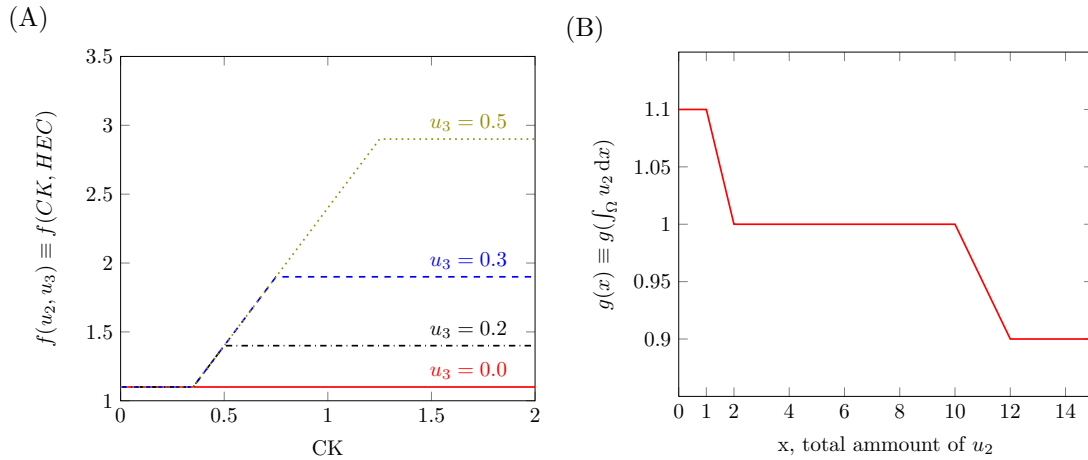 (A)
f(u₂, u₃) ≡ f(CK, HEC)
3.5
3
2.5
2
1.5
1
u₃ = 0.5
u₃ = 0.3
u₃ = 0.2
u₃ = 0.0
0 0.5 1 1.5 2
CK
(B)
g(x) ≡ g(∫_Ω u₂ dx)
1.1
1.05
1
0.95
0.9
0 1 2 4 6 8 10 12 14
x, total ammount of u₂